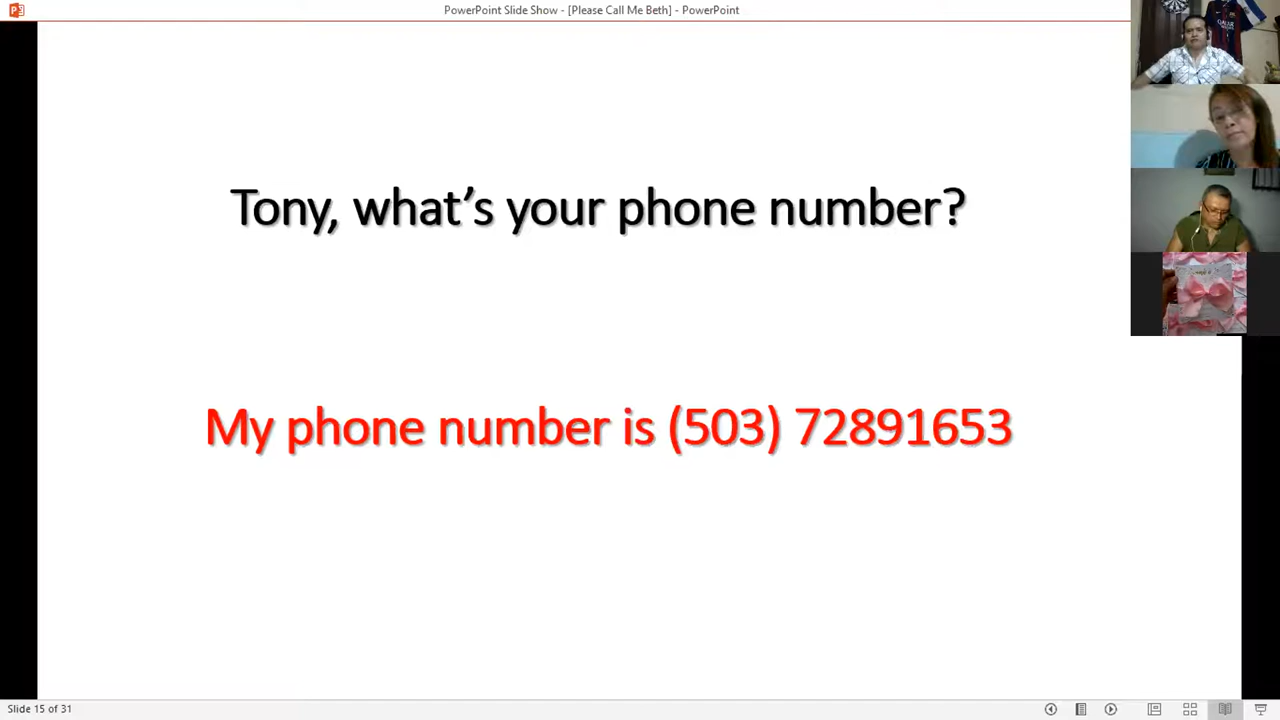 PowerPoint Slide Show - [Please Call Me Beth] - PowerPoint
Tony, what’s your phone number?
My phone number is (503) 72891653
Slide 15 of 31